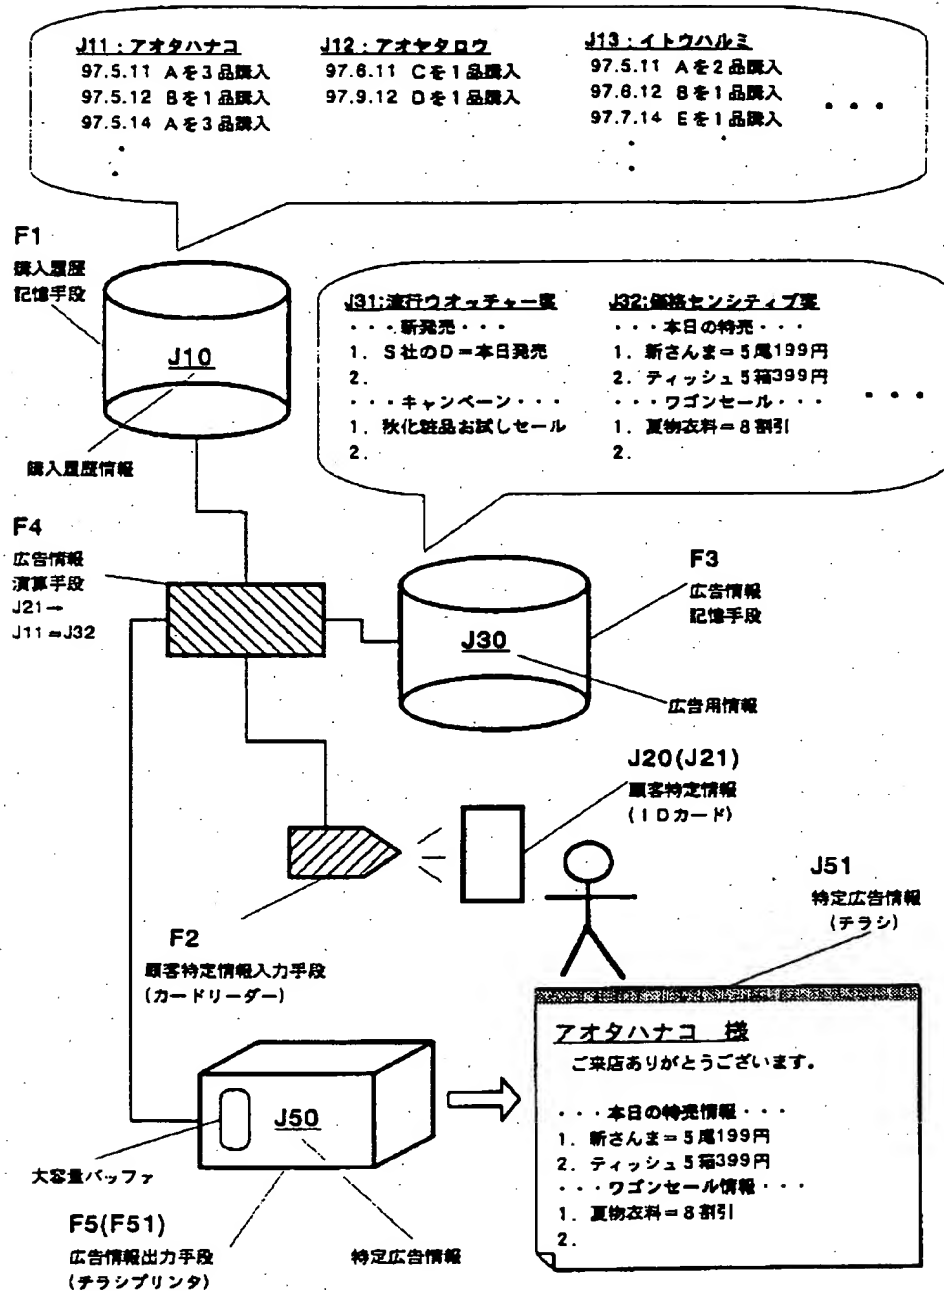 J11:アオタハナコ
97.5.11 Aを3品購入
97.5.12 Bを1品購入
97.5.14 Aを3品購入
J12:アオヤタロウ
97.6.11 Cを1品購入
97.9.12 Dを1品購入
J13:イトウハルミ
97.5.11 Aを2品購入
97.6.12 Bを1品購入
97.7.14 Eを1品購入
・・・
F1
購入履歴
記憶手段
J10
購入履歴情報
J31:流行ウオッチャー客
・・・新発売・・・
1. S社のD=本日発売
2.
・・・キャンペーン・・・
1. 秋化粧品お試しセール
2.
J32:価格センシティブ客
・・・本日の特売・・・
1. 新さんま=5尾199円
2. ティッシュ5箱399円
・・・ワゴンセール・・・
1. 夏物衣料=8割引
2.
・・・
F4
広告情報
演算手段
J21→
J11=J32
F3
広告情報
記憶手段
J30
広告用情報
J20(J21)
顧客特定情報
(IDカード)
F2
顧客特定情報入力手段
(カードリーダー)
J51
特定広告情報
(チラシ)
アオタハナコ 様
ご来店ありがとうございます。
・・・本日の特売情報・・・
1. 新さんま=5尾199円
2. ティッシュ5箱399円
・・・ワゴンセール情報・・・
1. 夏物衣料=8割引
2.
J50
大容量バッファ
F5(F51)
広告情報出力手段
(チラシプリンタ)
特定広告情報